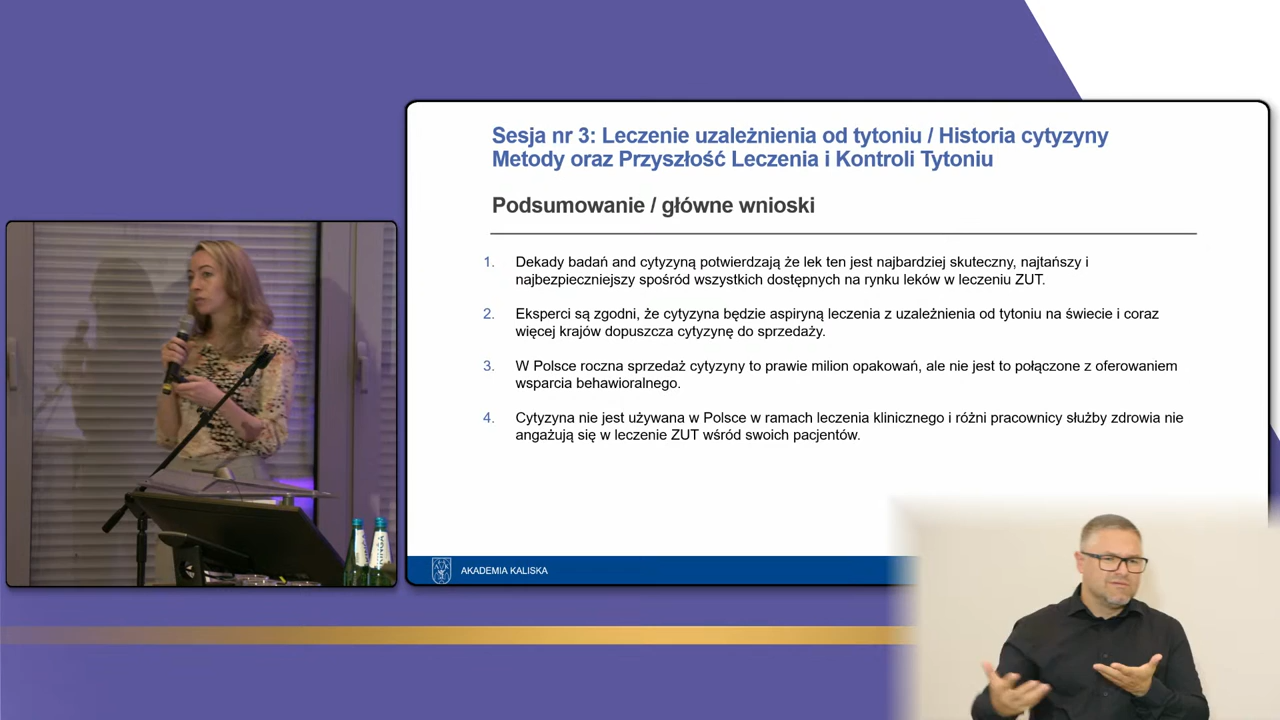 Sesja nr 3: Leczenie uzależnienia od tytoniu / Historia cytyzyny
Metody oraz Przyszłość Leczenia i Kontroli Tytoniu
Podsumowanie / główne wnioski
1. Dekady badań and cytyzyną potwierdzają że lek ten jest najbardziej skuteczny, najtańszy i
najbezpieczniejszy spośród wszystkich dostępnych na rynku leków w leczeniu ZUT.
2. Eksperci są zgodni, że cytyzyna będzie aspiryną leczenia z uzależnienia od tytoniu na świecie i coraz
więcej krajów dopuszcza cytyzynę do sprzedaży.
3. W Polsce roczna sprzedaż cytyzyny to prawie milion opakowań, ale nie jest to połączone z oferowaniem
wsparcia behawioralnego.
4. Cytyzyna nie jest używana w Polsce w ramach leczenia klinicznego i różni pracownicy służby zdrowia nie
angażują się w leczenie ZUT wśród swoich pacjentów.
AKADEMIA KALISKA